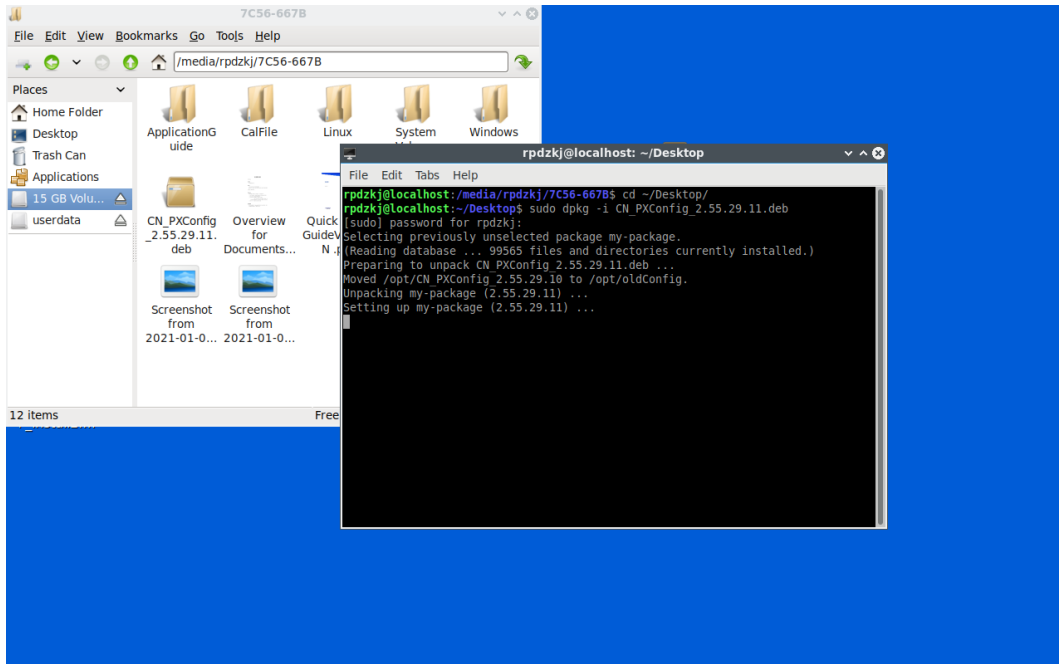 7C56-667B
File Edit View Bookmarks Go Tools Help
/media/rpdzkj/7C56-667B
Places
Home Folder
Desktop
Trash Can
Applications
15 GB Volu...
userdata
ApplicationG
uide
CalFile
Linux
System
Windows
CN_PXConfig
_2.55.29.11.
deb
Overview
for
Documents...
Quick
Screenshot
from
2021-01-0...
Screenshot
from
2021-01-0...
12 items
Free
rpdzkj@localhost: ~/Desktop
File Edit Tabs Help
rpdzkj@localhost:/media/rpdzkj/7C56-667B$ cd ~/Desktop/
rpdzkj@localhost:~/Desktop$ sudo dpkg -i CN_PXConfig_2.55.29.11.deb
[sudo] password for rpdzkj:
Selecting previously unselected package my-package.
(Reading database ... 99565 files and directories currently installed.)
Preparing to unpack CN_PXConfig_2.55.29.11.deb ...
Moved /opt/CN_PXConfig_2.55.29.10 to /opt/oldConfig.
Unpacking my-package (2.55.29.11) ...
Setting up my-package (2.55.29.11) ...